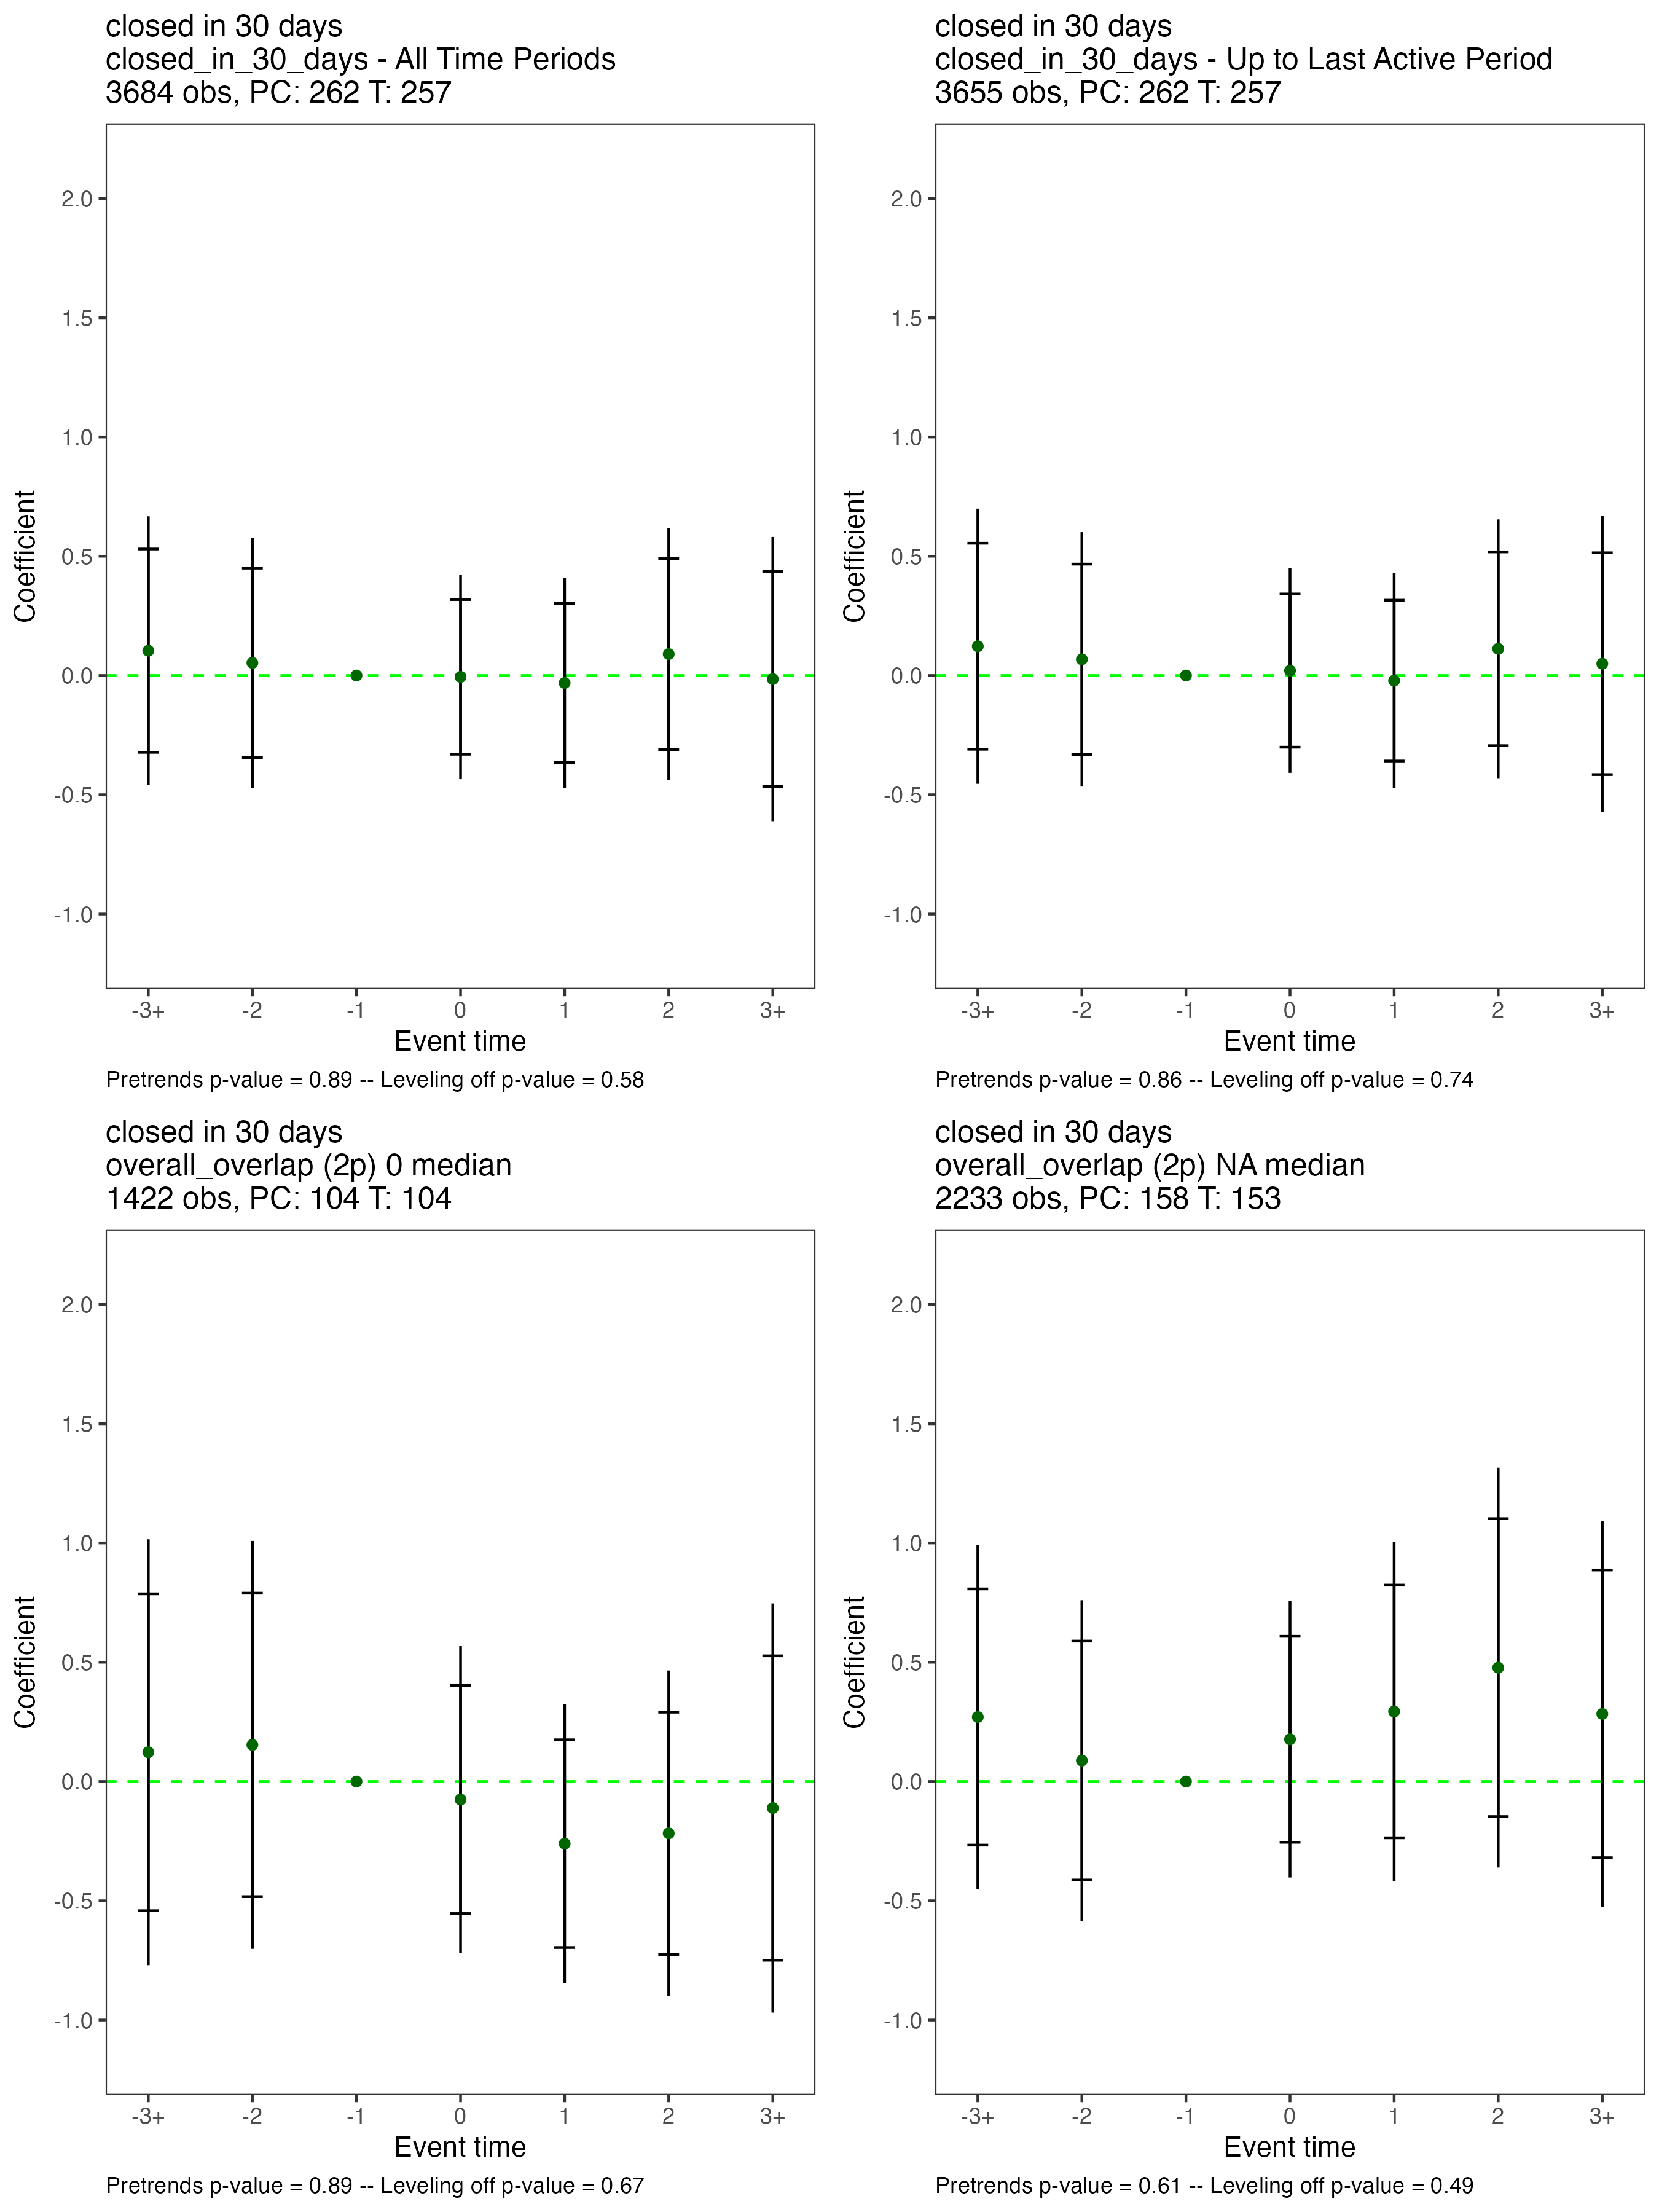 closed in 30 days
closed_in_30_days - All Time Periods
3684 obs, PC: 262 T: 257
2.0
1.5
1.0
0.5
0.0
-0.5
-1.0
Coefficient
-3+ -2 -1 0 1 2 3+
Event time
Pretrends p-value = 0.89 -- Leveling off p-value = 0.58
closed in 30 days
closed_in_30_days - Up to Last Active Period
3655 obs, PC: 262 T: 257
2.0
1.5
1.0
0.5
0.0
-0.5
-1.0
Coefficient
-3+ -2 -1 0 1 2 3+
Event time
Pretrends p-value = 0.86 -- Leveling off p-value = 0.74
closed in 30 days
overall_overlap (2p) 0 median
1422 obs, PC: 104 T: 104
2.0
1.5
1.0
0.5
0.0
-0.5
-1.0
Coefficient
-3+ -2 -1 0 1 2 3+
Event time
Pretrends p-value = 0.89 -- Leveling off p-value = 0.67
closed in 30 days
overall_overlap (2p) NA median
2233 obs, PC: 158 T: 153
2.0
1.5
1.0
0.5
0.0
-0.5
-1.0
Coefficient
-3+ -2 -1 0 1 2 3+
Event time
Pretrends p-value = 0.61 -- Leveling off p-value = 0.49